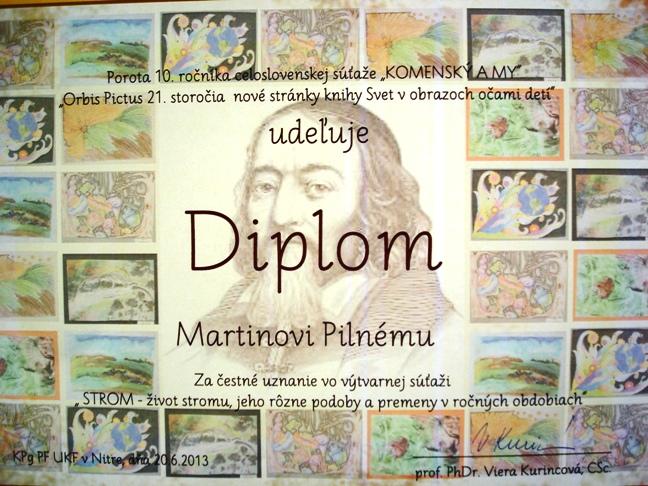 Porota 10. ročníka celoslovenskej súťaže „KOMENSKÝ A MY"
„Orbis Pictus 21. storočia nové stránky knihy Svet v obrazoch očami detí"
udeľuje
Diplom
Martinovi Pilnému
Za čestné uznanie vo výtvarnej súťaži
„STROM - život stromu, jeho rôzne podoby a premeny v ročných obdobiach"
KPg PF UKF v Nitre, dňa 20.6.2013
prof. PhDr. Viera Kurincová, CSc.